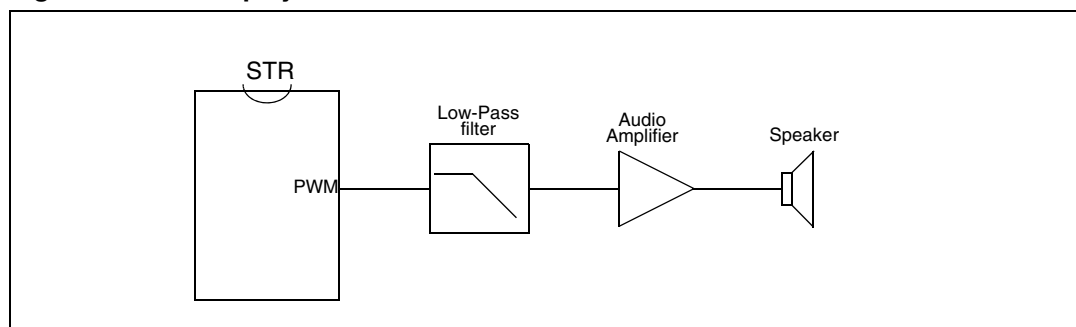 STR
Low-Pass
filter
Audio
Amplifier
Speaker
PWM